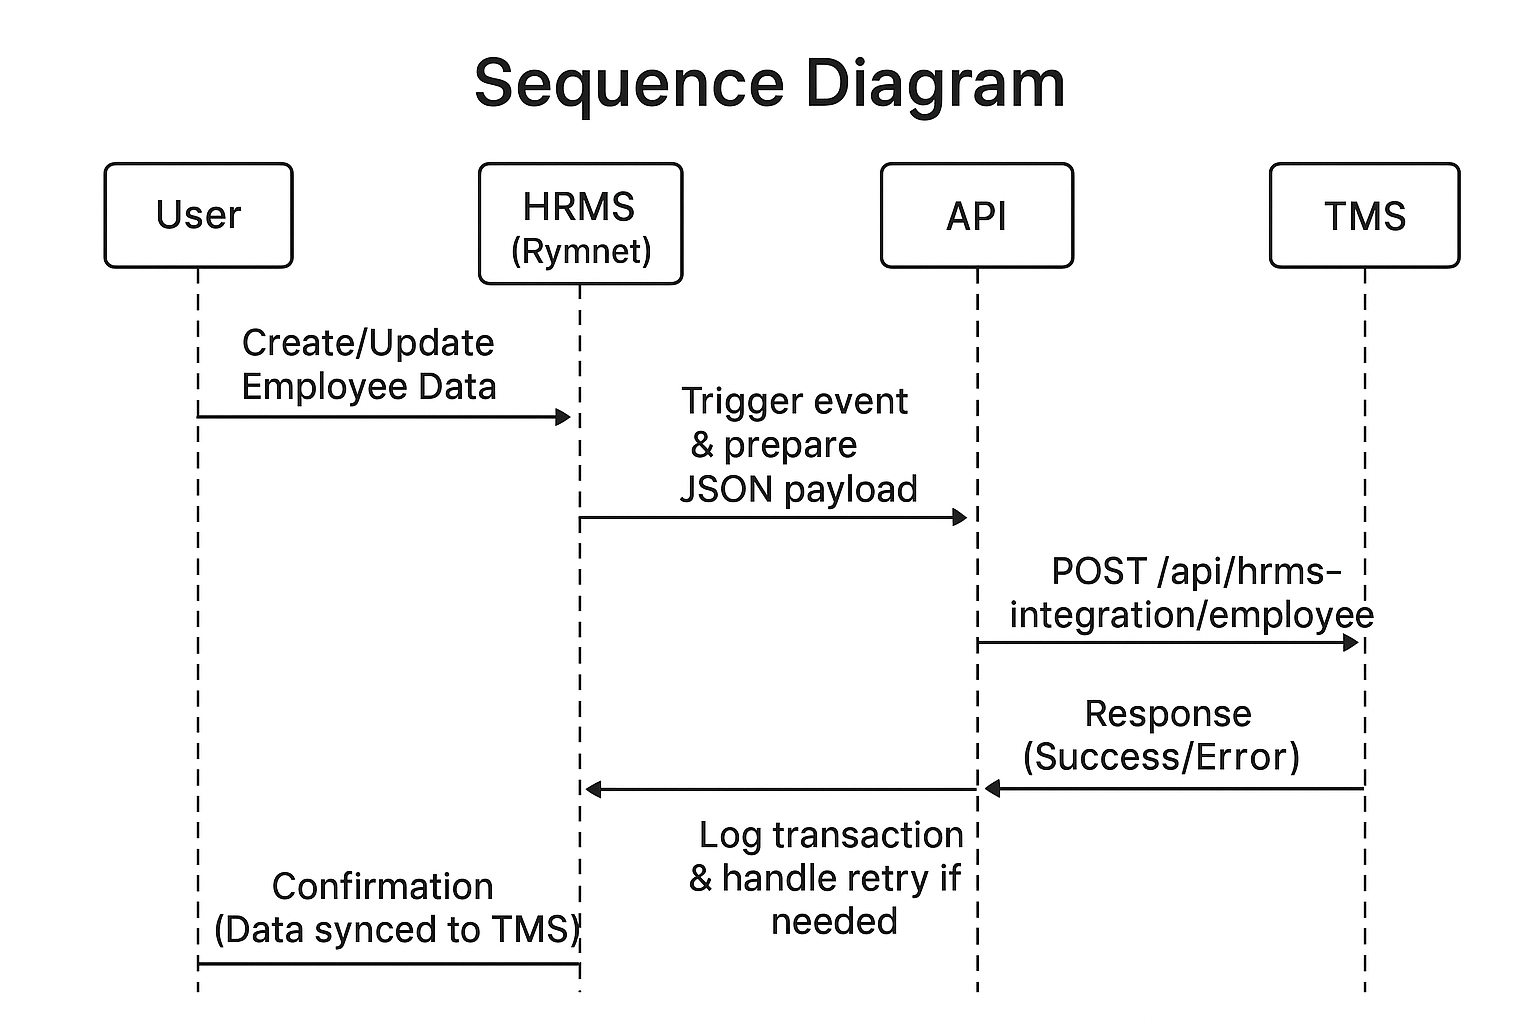 Sequence Diagram
User
HRMS
(Rymnet)
API
TMS
Create/Update
Employee Data
Trigger event
& prepare
JSON payload
POST /api/hrms-
integration/employee
Response
(Success/Error)
Log transaction
& handle retry if
needed
Confirmation
(Data synced to TMS)